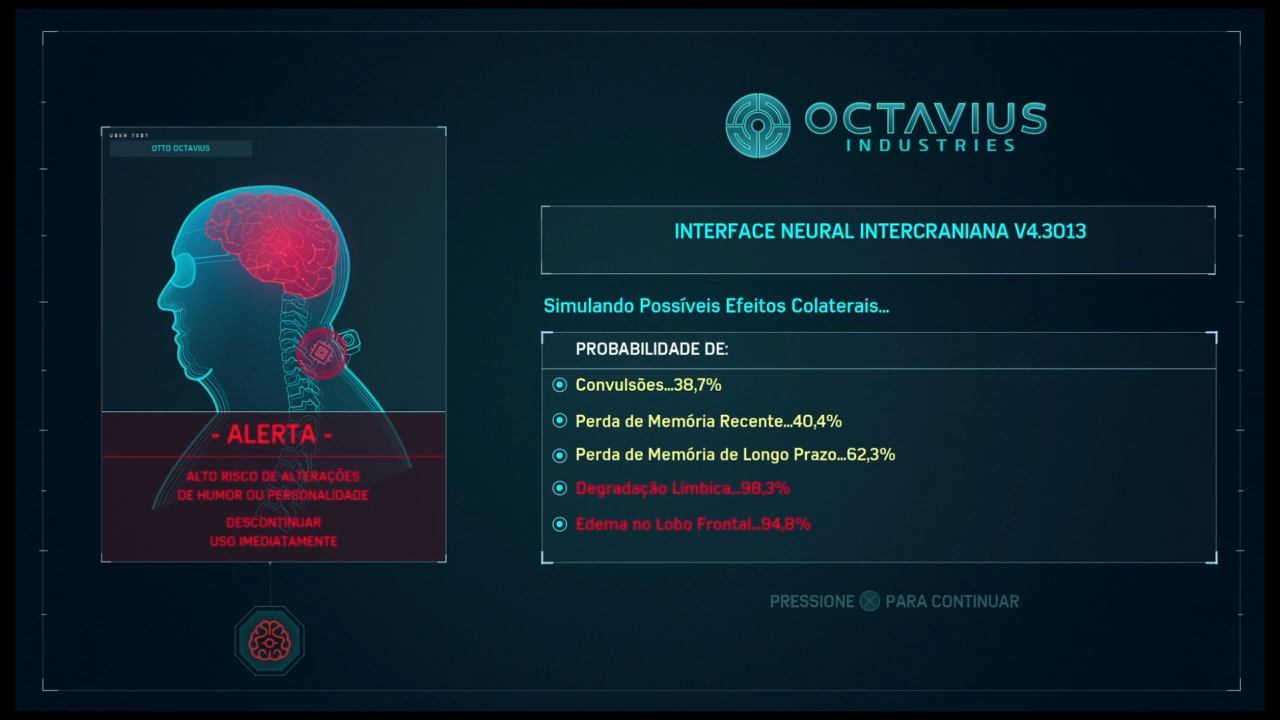 OCTAVIUS
INDUSTRIES
USER TEST
OTTO OCTAVIUS
- ALERTA -
ALTO RISCO DE ALTERAÇÕES
DE HUMOR OU PERSONALIDADE
DESCONTINUAR
USO IMEDIATAMENTE
INTERFACE NEURAL INTERCRANIANA V4.3013
Simulando Possíveis Efeitos Colaterais...
PROBABILIDADE DE:
Convulsões...38,7%
Perda de Memória Recente...40,4%
Perda de Memória de Longo Prazo...62,3%
Degradação Límbica...98,3%
Edema no Lobo Frontal...94,8%
PRESSIONE PARA CONTINUAR